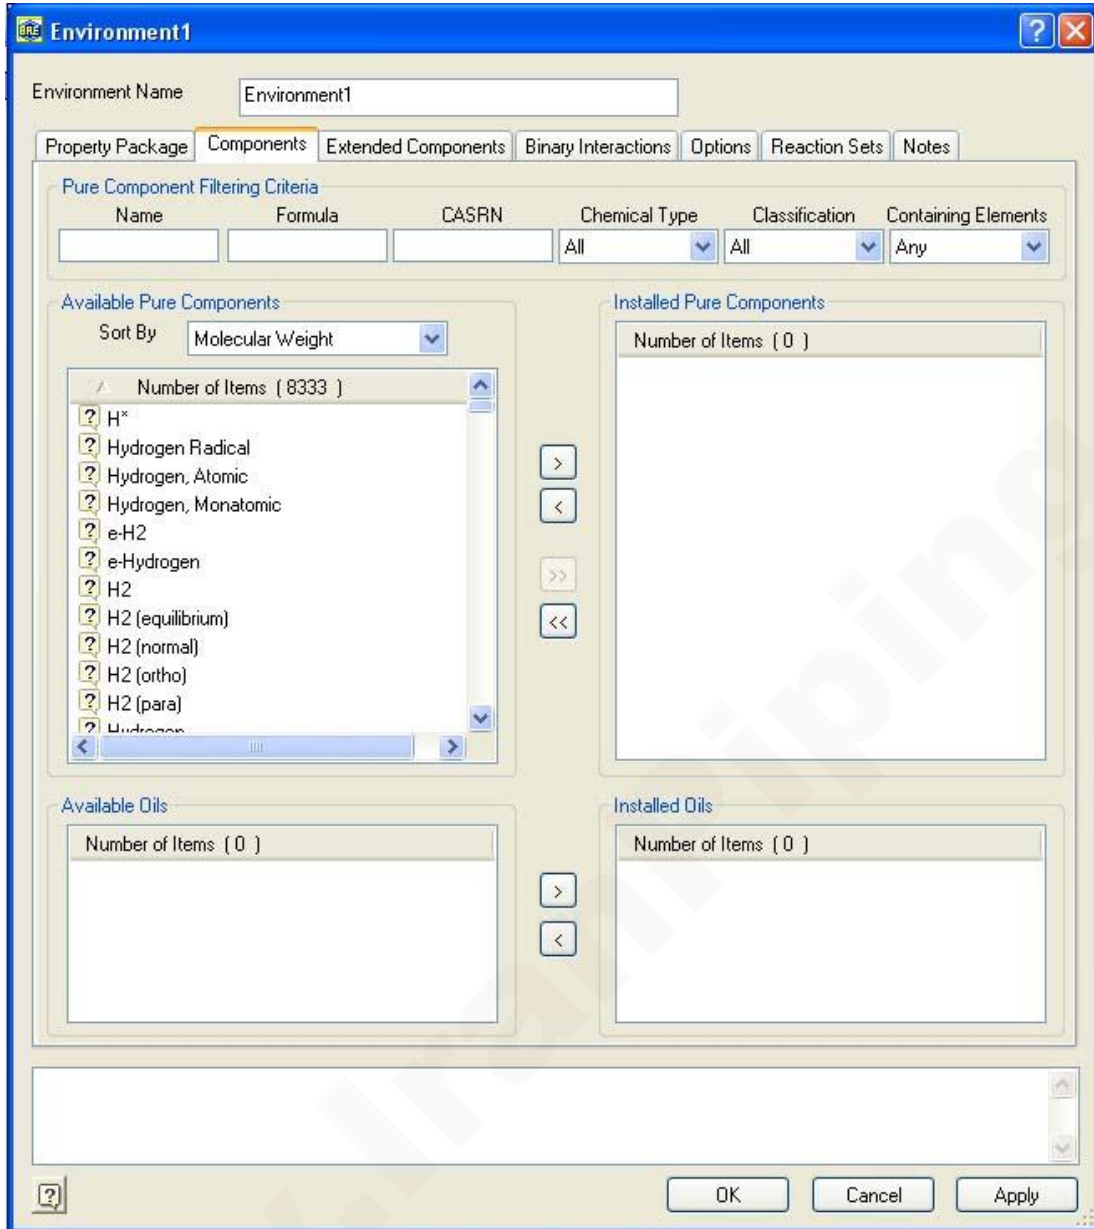 BRE Environment1
Environment Name Environment1
Property Package Components Extended Components Binary Interactions Options Reaction Sets Notes
Pure Component Filtering Criteria
Name Formula CASRN Chemical Type Classification Containing Elements
All All Any
Available Pure Components
Sort By Molecular Weight
Number of Items ( 8333 )
H*
Hydrogen Radical
Hydrogen, Atomic
Hydrogen, Monatomic
e-H2
e-Hydrogen
H2
H2 (equilibrium)
H2 (normal)
H2 (ortho)
H2 (para)
Hydrogen
>
<
>>
<<
Installed Pure Components
Number of Items ( 0 )
Available Oils
Number of Items ( 0 )
>
<
Installed Oils
Number of Items ( 0 )
OK Cancel Apply
.Iranpiping